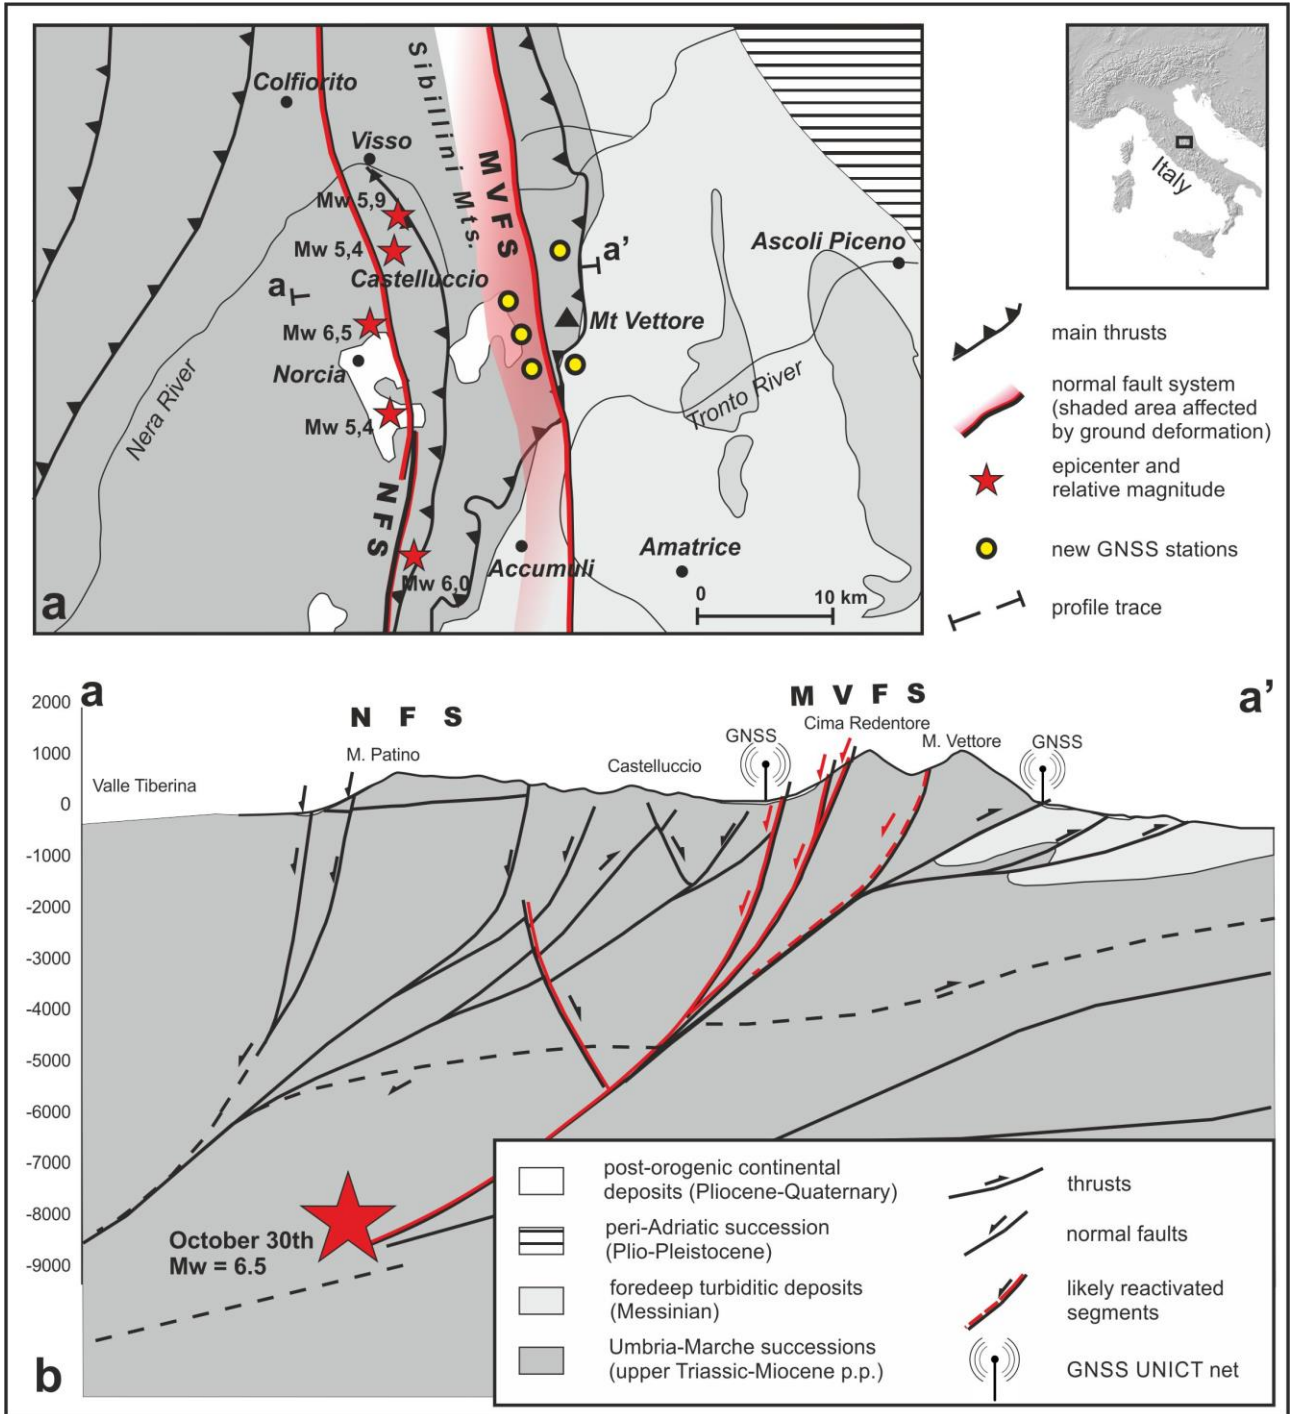 Colfiorito
Visso
Mw 5,9
Mw 5,4
Castelluccio
a
Mw 6,5
Norcia
Mw 5,4
Nera River
NFS
Mw 6,0
Sibillini Mts.
MVFS
a'
Mt Vettore
Ascoli Piceno
Tronto River
Accumuli
Amatrice
0 10 km
a
Italy
main thrusts
normal fault system
(shaded area affected
by ground deformation)
epicenter and
relative magnitude
new GNSS stations
profile trace
a
a'
N F S
M V F S
M. Patino
Cima Redentore
GNSS
M. Vettore
GNSS
Valle Tiberina
Castelluccio
2000
1000
0
-1000
-2000
-3000
-4000
-5000
-6000
-7000
-8000
-9000
October 30th
Mw = 6.5
b
post-orogenic continental
deposits (Pliocene-Quaternary)
peri-Adriatic succession
(Plio-Pleistocene)
foredeep turbiditic deposits
(Messinian)
Umbria-Marche successions
(upper Triassic-Miocene p.p.)
thrusts
normal faults
likely reactivated
segments
GNSS UNICT net